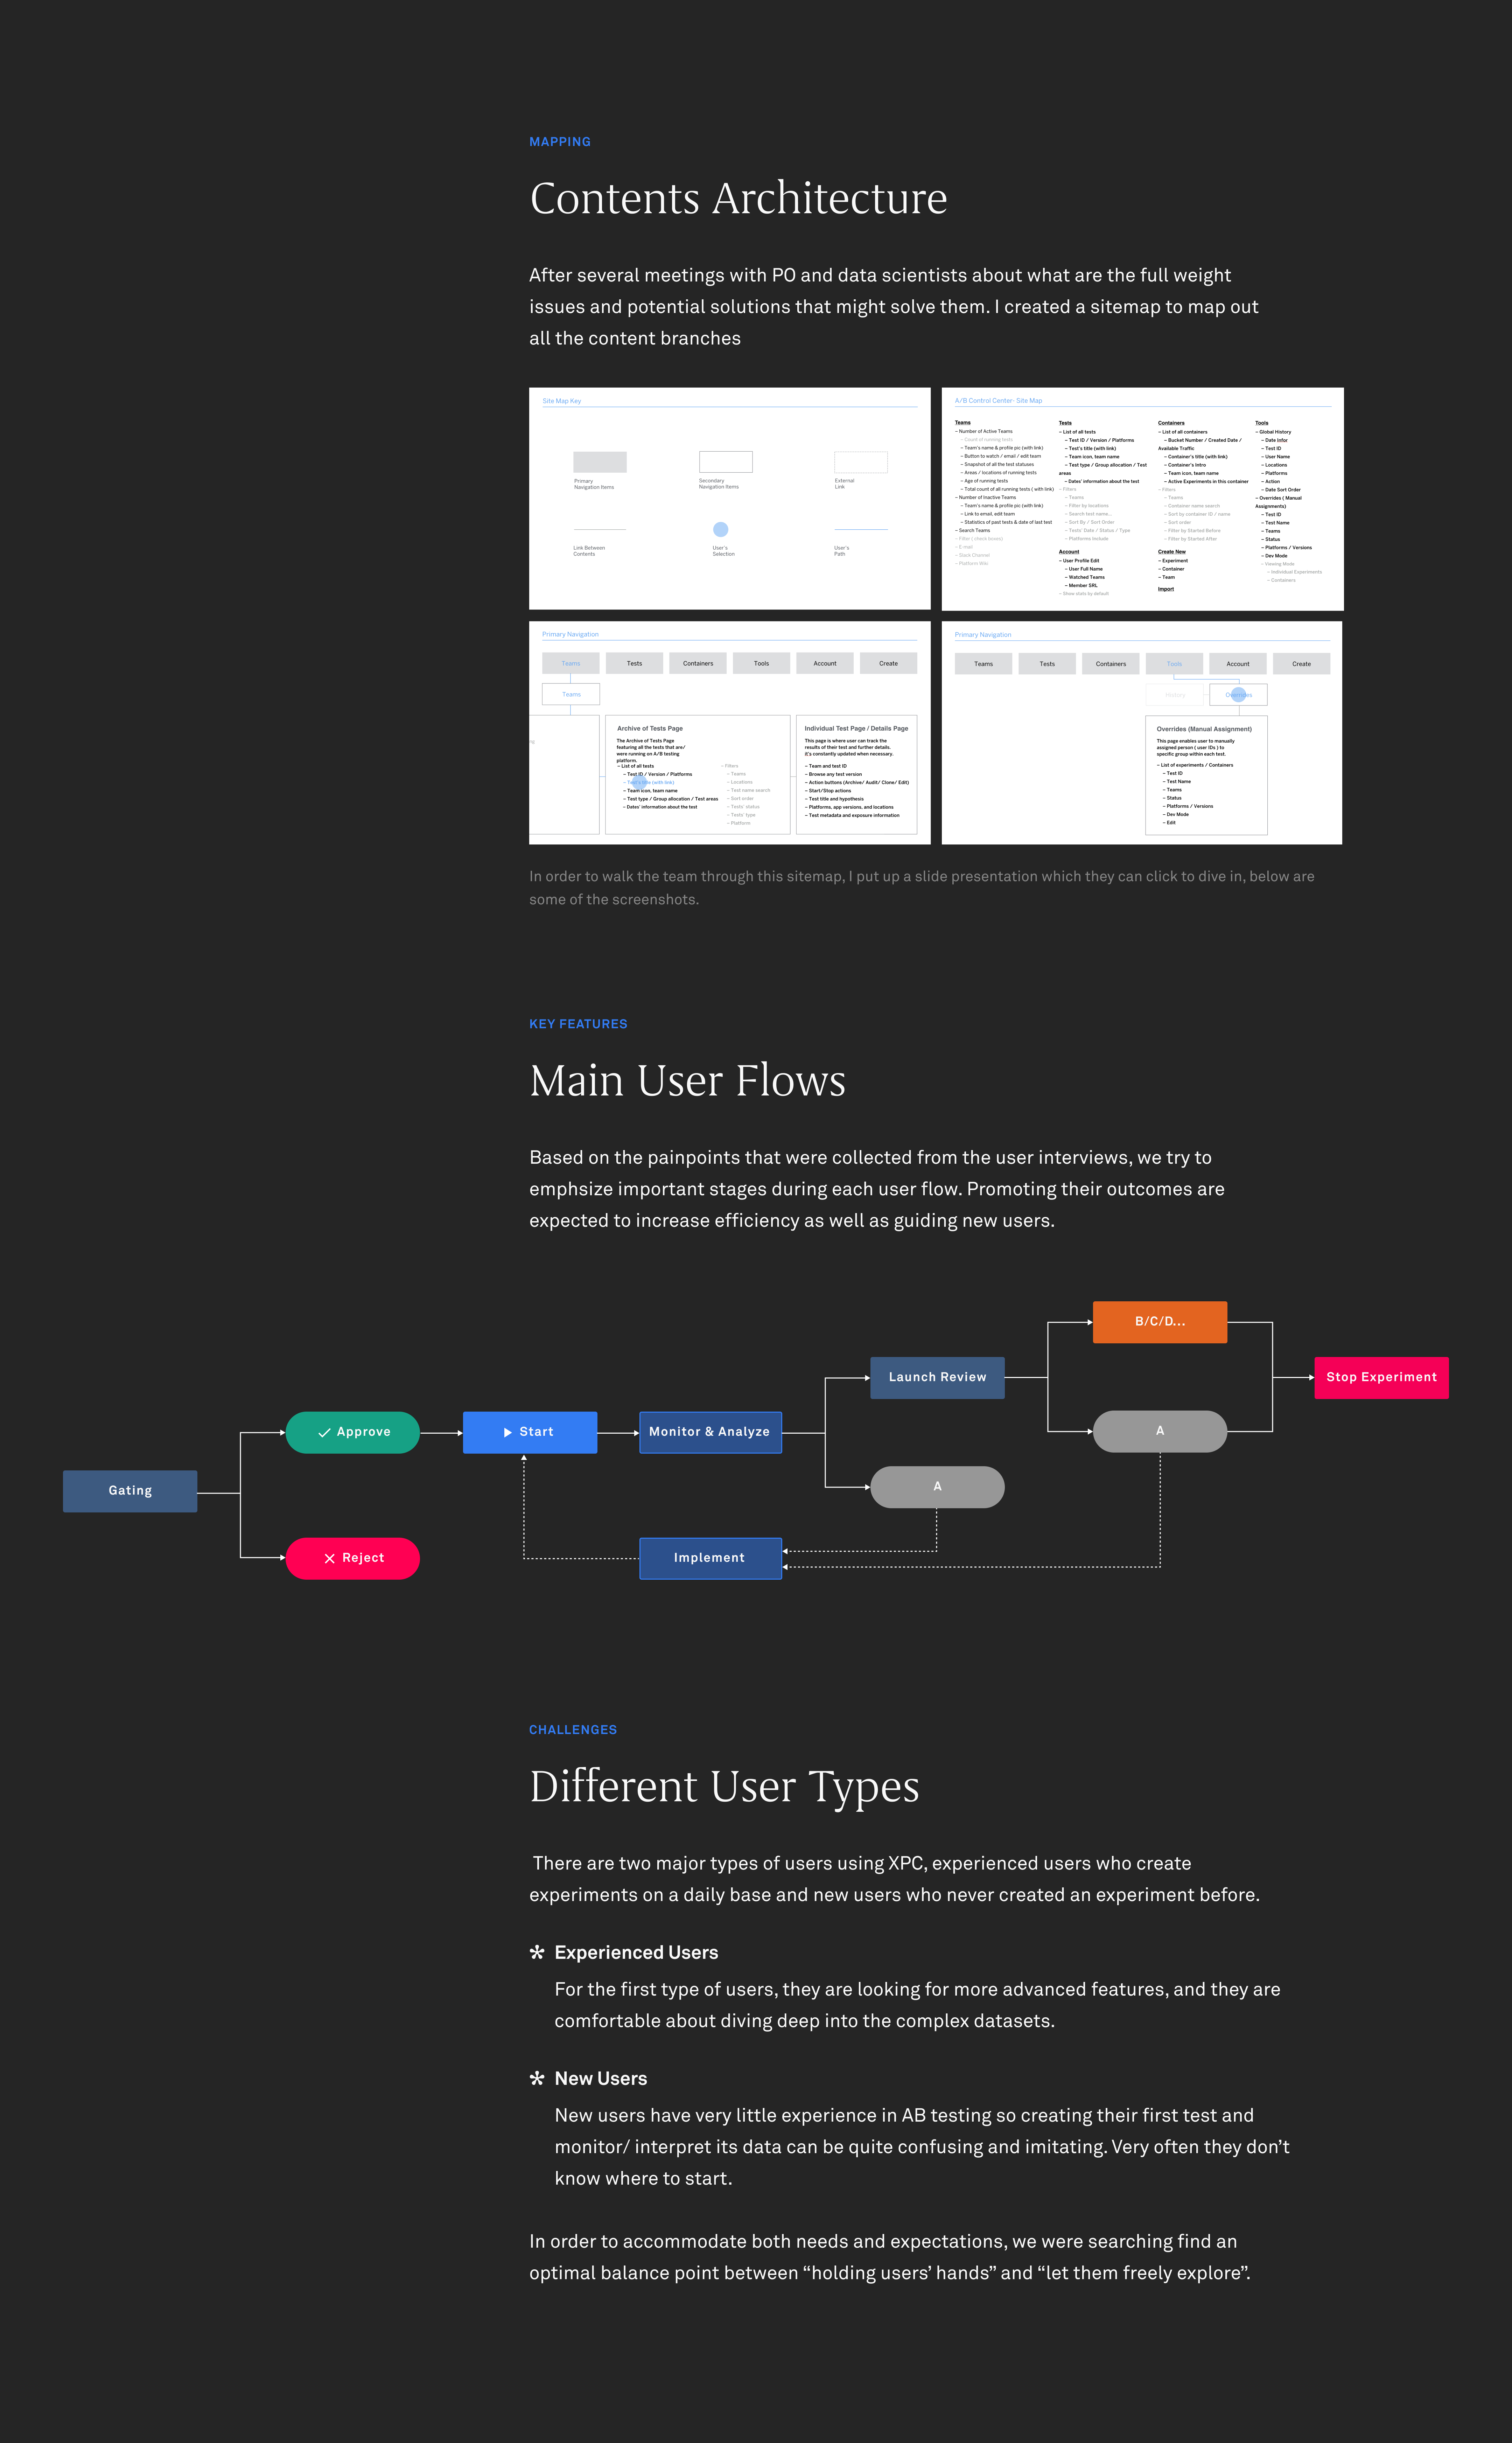 MAPPING
Contents Architecture
After several meetings with PO and data scientists about what are the full weight
issues and potential solutions that might solve them. I created a sitemap to map out
all the content branches
Site Map Key
Primary
Navigation Items
Secondary
Navigation Items
External
Link
Link Between
Contents
User's
Selection
User's
Path
A/B Control Center- Site Map
Teams
– Number of Active Teams
– Count of running tests
– Team's name & profile pic (with link)
– Button to watch / email / edit team
– Snapshot of all the test statuses
– Areas / locations of running tests
– Age of running tests
– Total count of all running tests ( with link)
– Number of Inactive Teams
– Team's name & profile pic (with link)
– Link to email, edit team
– Statistics of past tests & date of last test
– Search Teams
– Filter ( check boxes)
– E-mail
– Slack Channel
– Platform Wiki
Tests
– List of all tests
– Test ID / Version / Platforms
– Test's title (with link)
– Team icon, team name
– Test type / Group allocation / Test
areas
– Dates' information about the test
– Filters
– Teams
– Filter by locations
– Search test name...
– Sort By / Sort Order
– Tests: Date / Status / Type
– Platforms Include
Account
– User Profile Edit
– User Full Name
– Watched Teams
– Member SRL
– Show stats by default
Containers
– List of all containers
– Bucket Number / Created Date /
Available Traffic
– Container's title (with link)
– Container's Intro
– Team icon, team name
– Active Experiments in this container
– Filters
– Teams
– Container name search
– Sort by container ID / name
– Sort order
– Filter by Started Before
– Filter by Started After
Create New
– Experiment
– Container
– Team
Import
Tools
– Global History
– Date Infor
– Test ID
– User Name
– Locations
– Platforms
– Action
– Date Sort Order
– Overrides ( Manual
Assignments)
– Test ID
– Test Name
– Teams
– Status
– Platforms / Versions
– Dev Mode
– Viewing Mode
– Individual Experiments
– Containers
Primary Navigation
Teams
Tests
Containers
Tools
Account
Create
Teams
Archive of Tests Page
The Archive of Tests Page
featuring all the tests that are/
were running on A/B testing
platform.
– List of all tests
– Test ID / Version / Platforms
– Test's title (with link)
– Team icon, team name
– Test type / Group allocation / Test areas
– Dates' information about the test
– Filters
– Teams
– Locations
– Test name search
– Sort order
– Tests' status
– Tests' type
– Platform
Individual Test Page / Details Page
This page is where user can track the
results of their test and further details.
it's constantly updated when necessary.
– Team and test ID
– Browse any test version
– Action buttons (Archive/ Audit/ Clone/ Edit)
– Start/Stop actions
– Test title and hypothesis
– Platforms, app versions, and locations
– Test metadata and exposure information
Primary Navigation
Teams
Tests
Containers
Tools
Account
Create
History
Overrides
Overrides (Manual Assignment)
This page enables user to manually
assigned person ( user IDs ) to
specific group within each test.
– List of experiments / Containers
– Test ID
– Test Name
– Teams
– Status
– Platforms / Versions
– Dev Mode
– Edit
In order to walk the team through this sitemap, I put up a slide presentation which they can click to dive in, below are
some of the screenshots.
KEY FEATURES
Main User Flows
Based on the painpoints that were collected from the user interviews, we try to
emphsize important stages during each user flow. Promoting their outcomes are
expected to increase efficiency as well as guiding new users.
B/C/D...
Launch Review
Stop Experiment
Approve
Start
Monitor & Analyze
A
Gating
A
Reject
Implement
CHALLENGES
Different User Types
There are two major types of users using XPC, experienced users who create
experiments on a daily base and new users who never created an experiment before.
* Experienced Users
For the first type of users, they are looking for more advanced features, and they are
comfortable about diving deep into the complex datasets.
* New Users
New users have very little experience in AB testing so creating their first test and
monitor/ interpret its data can be quite confusing and imitating. Very often they don’t
know where to start.
In order to accommodate both needs and expectations, we were searching find an
optimal balance point between “holding users’ hands” and “let them freely explore”.